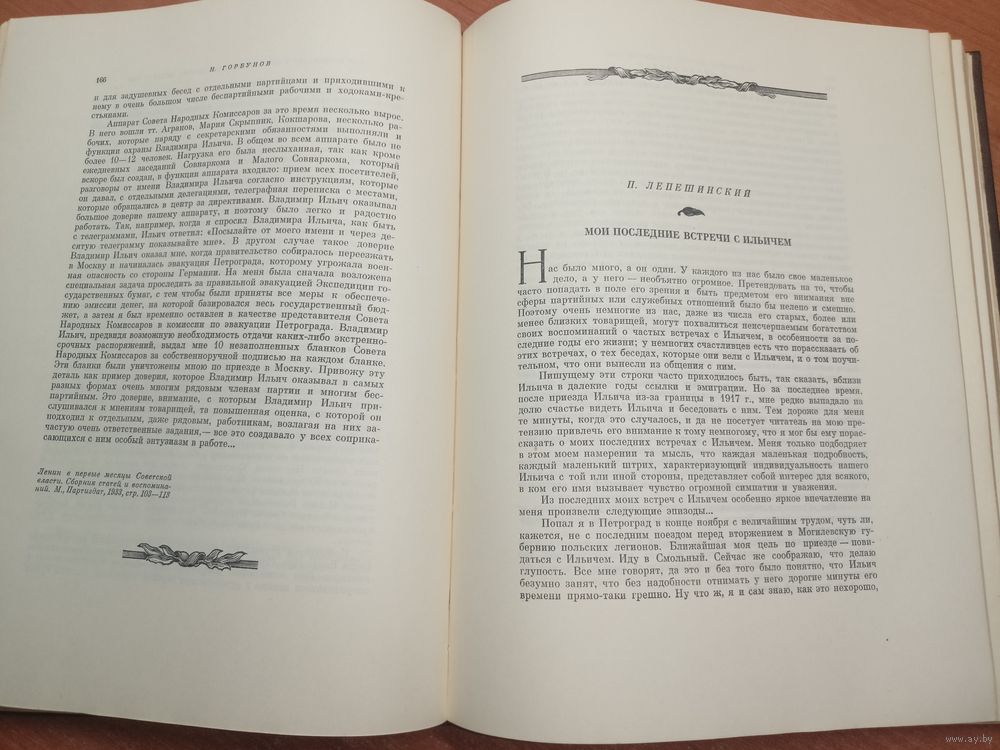 166
Н. ГОРБУНОВ
и для задушевных бесед с отдельными партийцами и приходившими к
нему в очень большом числе беспартийными рабочими и ходоками-кре-
стьянами.
Аппарат Совета Народных Комиссаров за это время несколько вырос.
В него вошли тт. Агранов, Мария Скрыпник, Кокшарова, несколько ра-
бочих, которые наряду с секретарскими обязанностями выполняли и
функции охраны Владимира Ильича. В общем во всем аппарате было не
более 10—12 человек. Нагрузка его была неслыханная, так как кроме
ежедневных заседаний Совнаркома и Малого Совнаркома, который
вскоре был создан, в функции аппарата входило: прием всех посетителей,
разговоры от имени Владимира Ильича согласно инструкциям, которые
он давал, с отдельными делегациями, телеграфная переписка с местами,
которые обращались в центр за директивами. Владимир Ильич оказывал
большое доверие нашему аппарату, и поэтому было легко и радостно
работать. Так, например, когда я спросил Владимира Ильича, как быть
с телеграммами, Ильич ответил: «Посылайте от моего имени и через де-
сятую телеграмму показывайте мне». В другом случае такое доверие
Владимир Ильич оказал мне, когда правительство собиралось переезжать
в Москву и начиналась эвакуация Петрограда, которому угрожала воен-
ная опасность со стороны Германии. На меня была сначала возложена
специальная задача проследить за правильной эвакуацией Экспедиции го-
сударственных бумаг, с тем чтобы были приняты все меры к обеспече-
нию эмиссии денег, на которой базировался весь государственный бюд-
жет, а затем я был временно оставлен в качестве представителя Совета
Народных Комиссаров в комиссии по эвакуации Петрограда. Владимир
Ильич, предвидя возможную необходимость отдачи каких-либо экстренно-
срочных распоряжений, выдал мне 10 незаполненных бланков Совета
Народных Комиссаров за собственноручной подписью на каждом бланке.
Эти бланки были уничтожены мною по приезде в Москву. Привожу эту
деталь как пример доверия, которое Владимир Ильич оказывал в самых
разных формах очень многим рядовым членам партии и многим бес-
партийным. Это доверие, внимание, с которым Владимир Ильич при-
слушивался к мнениям товарищей, та повышенная оценка, с которой он
подходил к отдельным, даже рядовым, работникам, возлагая на них за-
частую очень ответственные задания,— все это создавало у всех соприка-
сающихся с ним особый энтузиазм в работе...
Ленин в первые месяцы Советской
власти. Сборник статей и воспомина-
ний. М., Партиздат, 1933, стр. 103—118
П. ЛЕПЕШИНСКИЙ
МОИ ПОСЛЕДНИЕ ВСТРЕЧИ С ИЛЬИЧЕМ
Нас было много, а он один. У каждого из нас было свое маленькое
дело, а у него — необъятно огромное. Претендовать на то, чтобы
часто попадать в поле его зрения и быть предметом его внимания вне
сферы партийных или служебных отношений было бы нелепо и смешно.
Поэтому очень немногие из нас, даже из числа его старых, более или
менее близких товарищей, могут похвалиться неисчерпаемым богатством
своих воспоминаний о частых встречах с Ильичем, в особенности за по-
следние годы его жизни; у немногих счастливцев есть что порассказать об
этих встречах, о тех беседах, которые они вели с Ильичем, и о том поучи-
тельном, что они вынесли из общения с ним.
Пишущему эти строки часто приходилось быть, так сказать, вблизи
Ильича в далекие годы ссылки и эмиграции. Но за последнее время,
после приезда Ильича из-за границы в 1917 г., мне редко выпадало на
долю счастье видеть Ильича и беседовать с ним. Тем дороже для меня
те минуты, когда это случалось, и да не посетует читатель на мою пре-
тензию привлечь его внимание к тому немногому, что я мог бы ему порас-
сказать о моих последних встречах с Ильичем. Меня только подбодряет
в этом моем намерении та мысль, что каждая маленькая подробность,
каждый маленький штрих, характеризующий индивидуальность нашего
Ильича с той или иной стороны, представляет собой интерес для всякого,
в ком его имя вызывает чувство огромной симпатии и уважения.
Из последних моих встреч с Ильичем особенно яркое впечатление на
меня произвели следующие эпизоды...
Попал я в Петроград в конце ноября с величайшим трудом, чуть ли,
кажется, не с последним поездом перед вторжением в Могилевскую гу-
бернию польских легионов. Ближайшая моя цель по приезде — пови-
даться с Ильичем. Иду в Смольный. Сейчас же соображаю, что делаю
глупость. Все мне говорят, да это и без того было понятно, что Ильич
безумно занят, что без надобности отнимать у него дорогие минуты его
времени прямо-таки грешно. Ну что ж, я и сам знаю, как это нехорошо,
www.ay.by